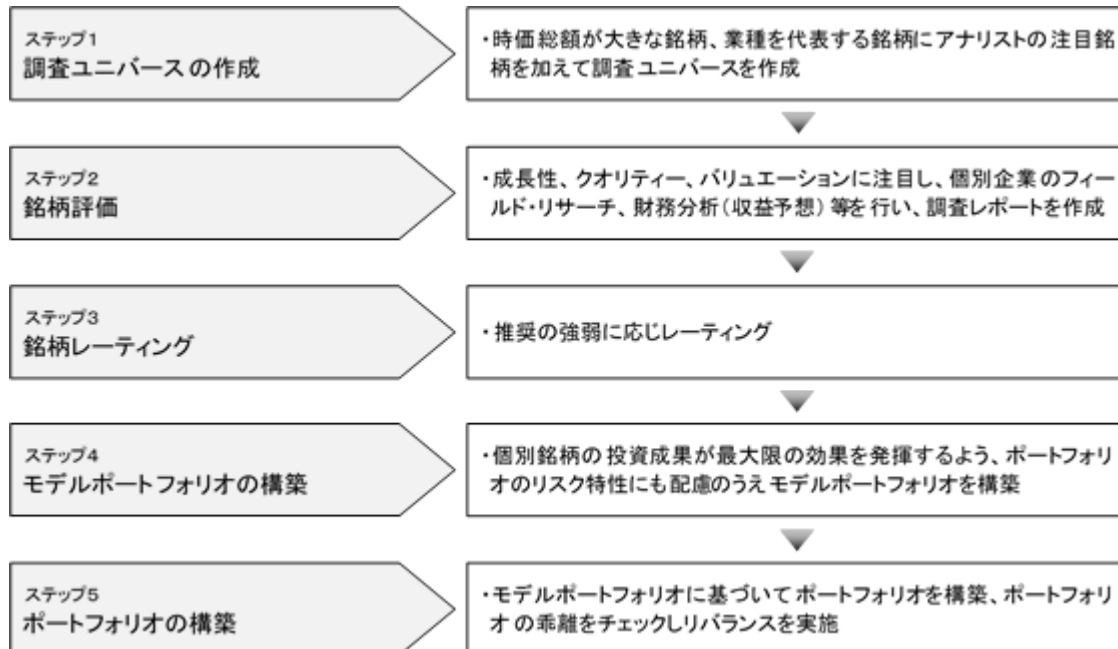 ステップ1
調査ユニバースの作成
・時価総額が大きな銘柄、業種を代表する銘柄にアナリストの注目銘
柄を加えて調査ユニバースを作成
ステップ2
銘柄評価
・成長性、クオリティー、バリュエーションに注目し、個別企業のフィー
ルド・リサーチ、財務分析(収益予想)等を行い、調査レポートを作成
ステップ3
銘柄レーティング
・推奨の強弱に応じレーティング
ステップ4
モデルポートフォリオの構築
・個別銘柄の投資成果が最大限の効果を発揮するよう、ポートフォリ
オのリスク特性にも配慮のうえモデルポートフォリオを構築
ステップ5
ポートフォリオの構築
・モデルポートフォリオに基づいてポートフォリオを構築、ポートフォリ
オの乖離をチェックしリバランスを実施